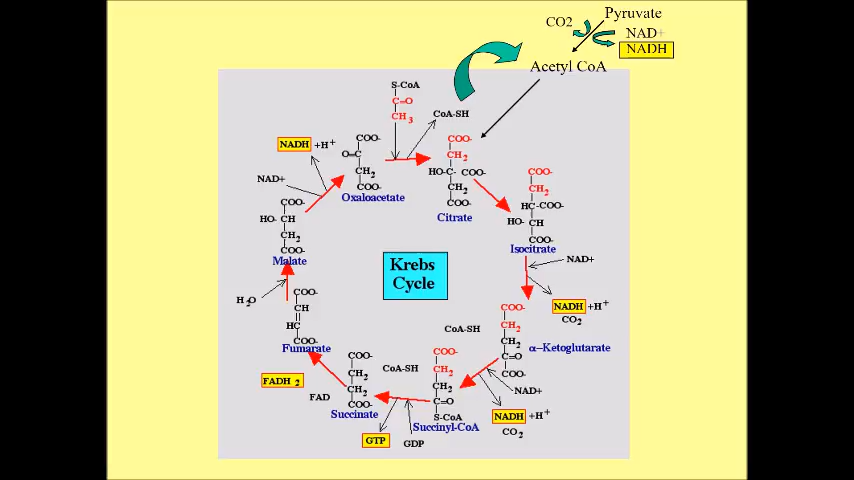 Pyruvate
CO2
NAD+
NADH
Acetyl CoA
S-CoA
C=O
CH3
CoA-SH
NADH +H+
COO-
O=C
CH2
COO-
Oxaloacetate
COO-
CH2
HO-C-COO-
CH2
COO-
Citrate
COO-
CH2
HC-COO-
HO-CH
COO-
Isocitrate
NAD+
NAD+
COO-
HO-CH
CH2
COO-
Malate
Krebs
Cycle
H2O
NADH +H+
CO2
COO-
CH
HC
COO-
Fumarate
COO-
CH2
CH2
C=O
COO-
α-Ketoglutarate
CoA-SH
CoA-SH
COO-
CH2
CH2
C=O
S-CoA
Succinyl-CoA
NAD+
NADH +H+
CO2
FADH2
FAD
COO-
CH2
CH2
COO-
Succinate
GTP
GDP